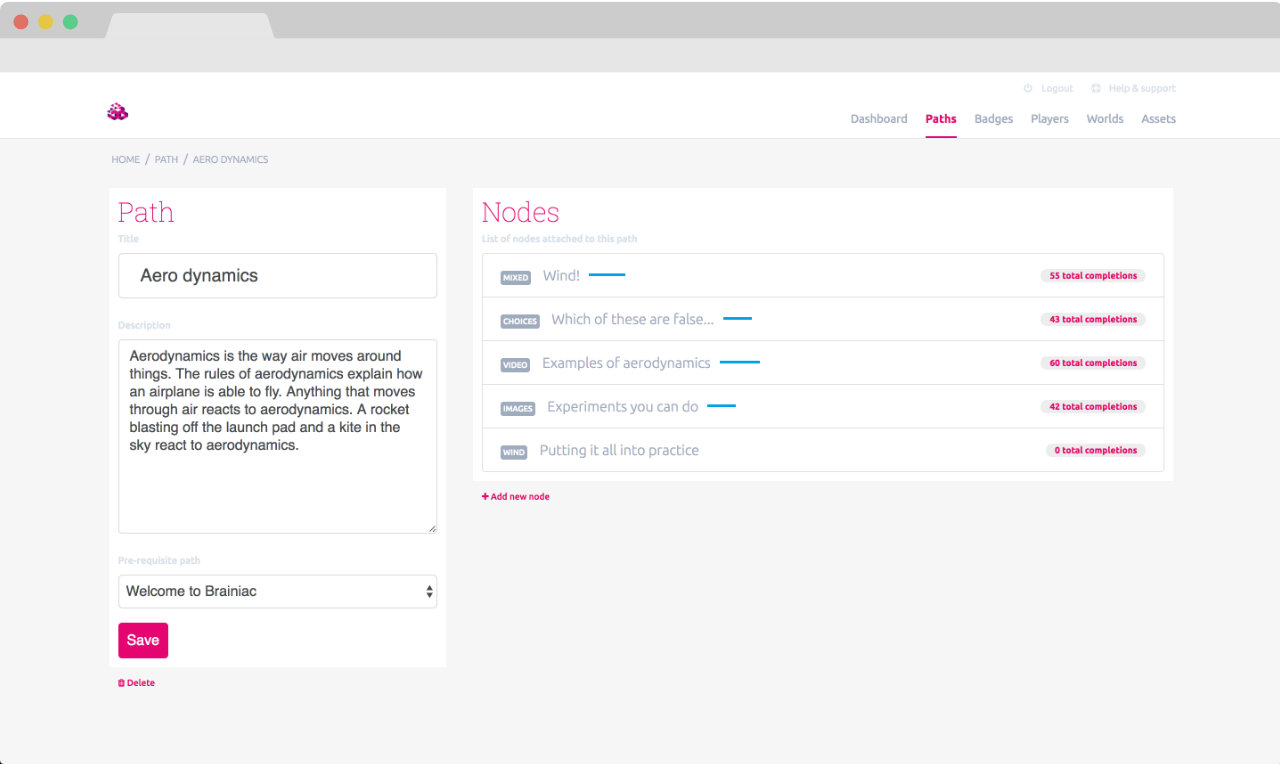 Logout Help & support
Dashboard Paths Badges Players Worlds Assets
HOME / PATH / AERO DYNAMICS
Path
Title
Aero dynamics
Description
Aerodynamics is the way air moves around
things. The rules of aerodynamics explain how
an airplane is able to fly. Anything that moves
through air reacts to aerodynamics. A rocket
blasting off the launch pad and a kite in the
sky react to aerodynamics.
Pre-requisite path
Welcome to Brainiac
Save
Delete
Nodes
List of nodes attached to this path
MIXED Wind! 55 total completions
CHOICES Which of these are false... 43 total completions
VIDEO Examples of aerodynamics 60 total completions
IMAGES Experiments you can do 42 total completions
WIND Putting it all into practice 0 total completions
+ Add new node